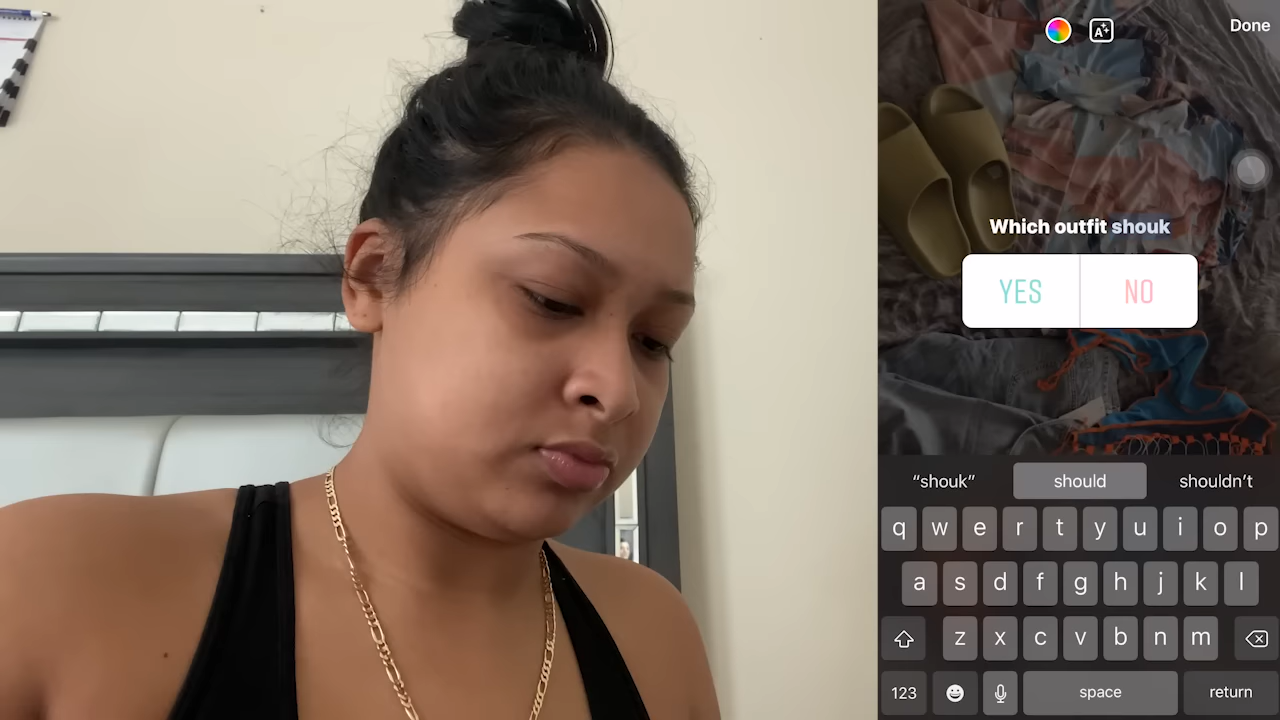 Done
Which outfit shouk
YES NO
“shouk” should shouldn’t
q w e r t y u i o p
a s d f g h j k l
z x c v b n m
123 space return